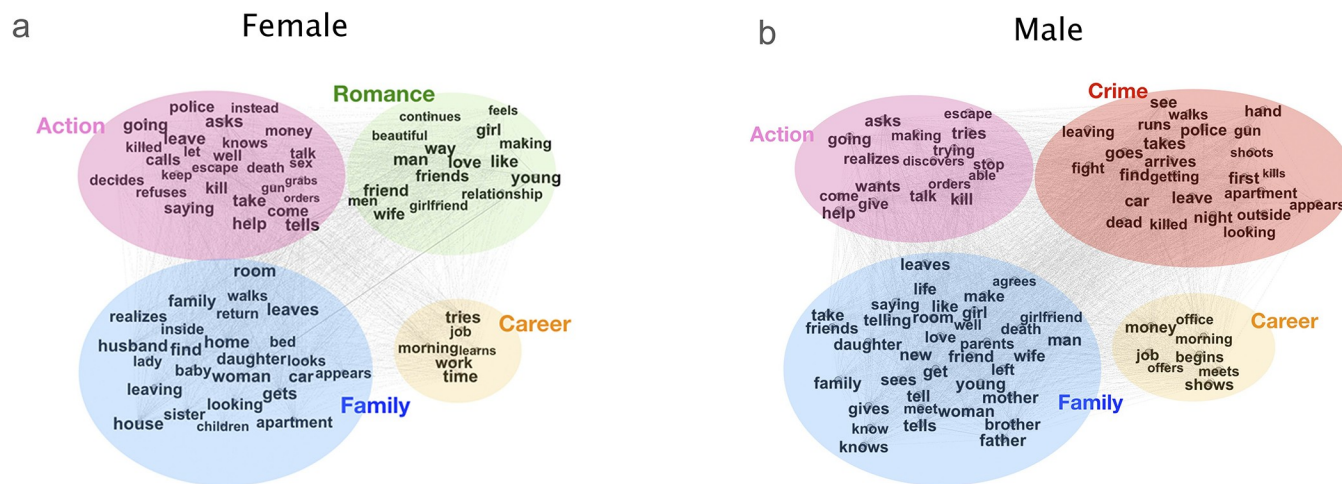 a
Female
Action
police
instead
going
asks
leave
knows
money
killed
let
well
talk
calls
escape
death
sex
decides
keep
grabs
refuses
kill
gun
orders
saying
take
come
help
tells
Romance
continues
feels
beautiful
way
girl
making
man
love
like
friends
young
friend
relationship
men
girlfriend
wife
room
family
walks
return
leaves
realizes
inside
home
bed
husband
find
lady
daughter
looks
baby
woman
car
appears
leaving
gets
looking
sister
children
apartment
house
Family
tries
job
Career
morning
learns
work
time
b
Male
Action
escape
asks
making
tries
going
trying
realizes
discovers
stop
able
wants
orders
come
give
talk
kill
help
Crime
see
walks
hand
leaving
runs
police
gun
takes
goes
arrives
shoots
fight
find
getting
first
kills
apartment
car
leave
appears
dead
killed
night
outside
looking
leaves
life
agrees
make
saying
like
girl
take
telling
room
well
girlfriend
friends
death
daughter
love
parents
man
new
friend
wife
get
left
family
sees
young
tell
mother
gives
meet
woman
know
tells
brother
knows
father
Family
money
office
Career
morning
job
begins
offers
meets
shows